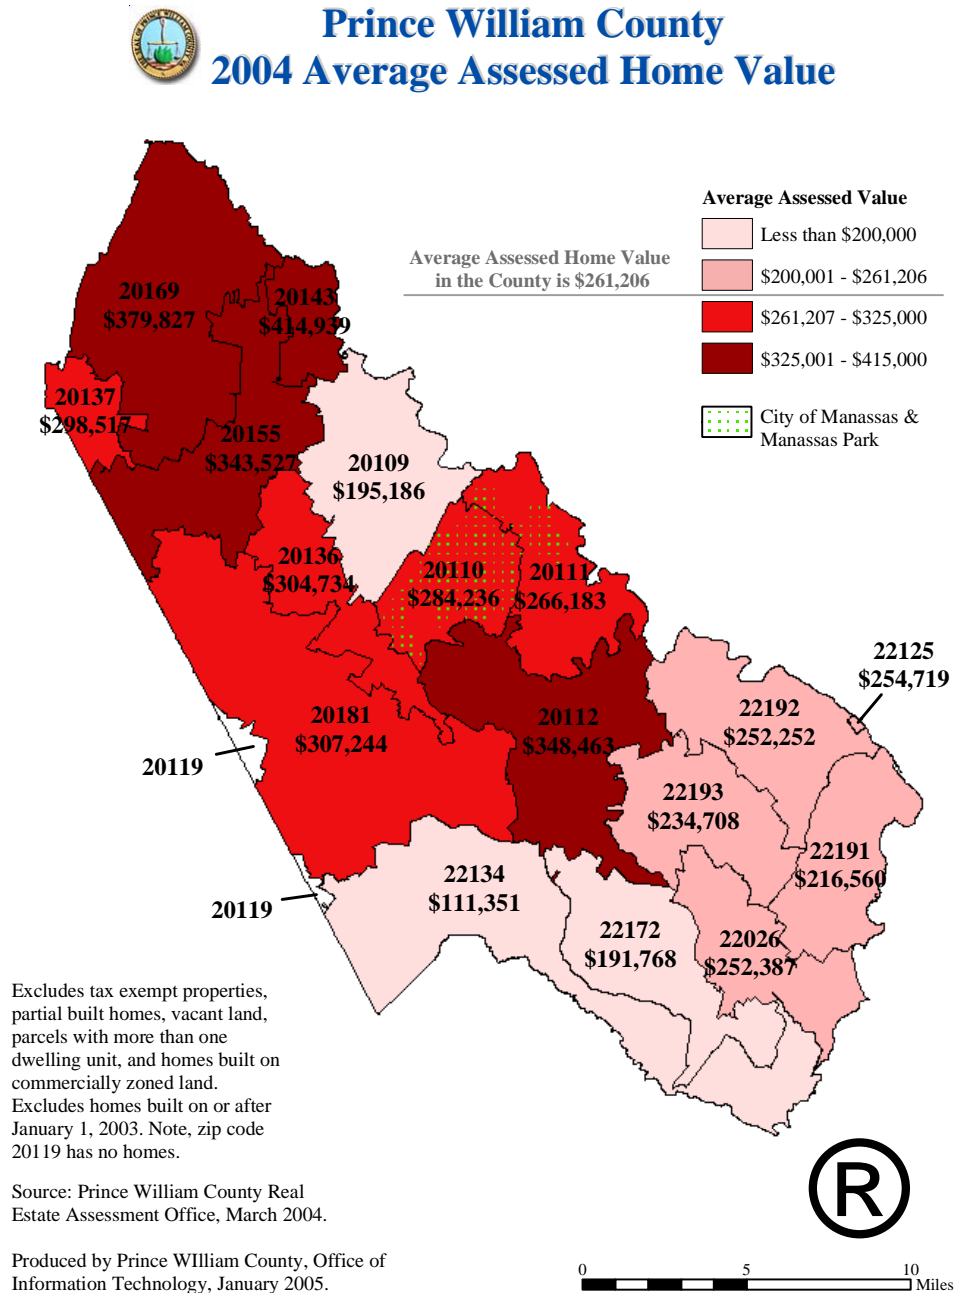 Prince William County
2004 Average Assessed Home Value
Average Assessed Value
Less than $200,000
Average Assessed Home Value
in the County is $261,206
$200,001 - $261,206
$261,207 - $325,000
$325,001 - $415,000
City of Manassas &
Manassas Park
20169
$379,827
20143
$414,939
20137
$298,517
20155
$343,527
20109
$195,186
20136
$304,734
20110
$284,236
20111
$266,183
22125
$254,719
20181
$307,244
20112
$348,463
22192
$252,252
20119
22193
$234,708
22191
$216,560
22134
$111,351
20119
22172
$191,768
22026
$252,387
Excludes tax exempt properties,
partial built homes, vacant land,
parcels with more than one
dwelling unit, and homes built on
commercially zoned land.
Excludes homes built on or after
January 1, 2003. Note, zip code
20119 has no homes.
Source: Prince William County Real
Estate Assessment Office, March 2004.
Produced by Prince WIlliam County, Office of
Information Technology, January 2005.
®
0 5 10
Miles